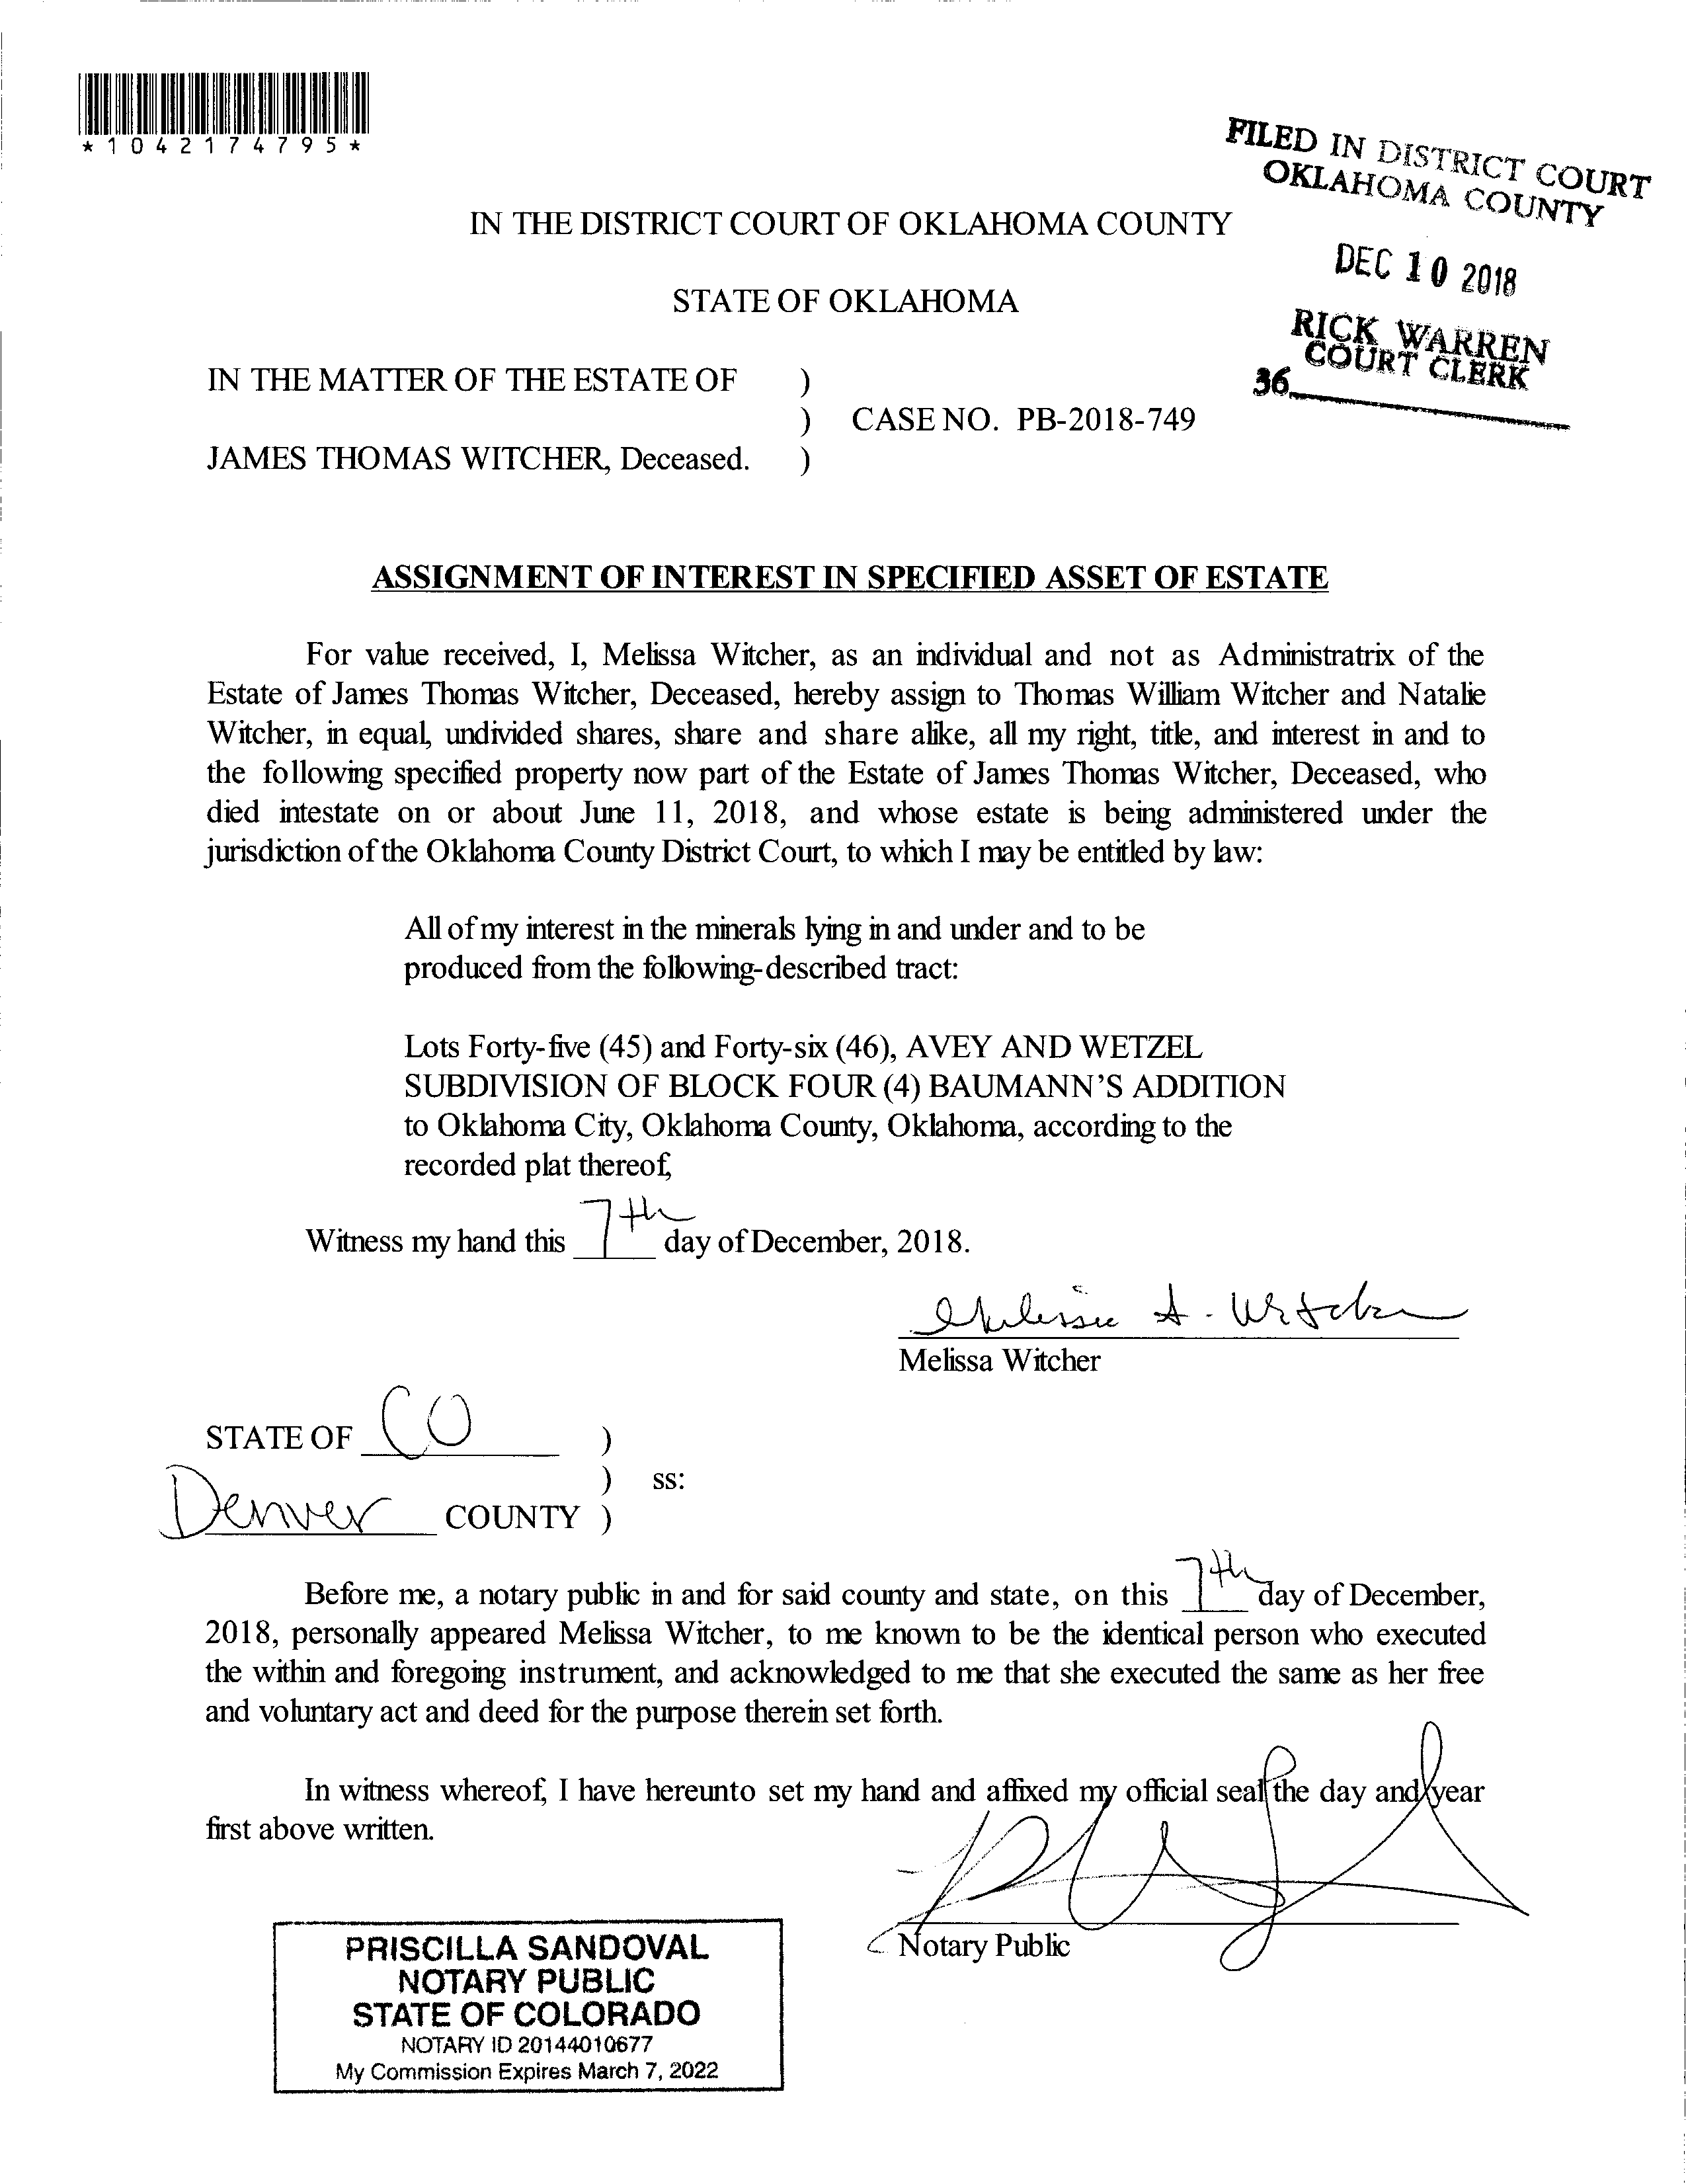 *1042174795*
FILED IN DISTRICT COURT
OKLAHOMA COUNTY
DEC 10 2018
RICK WARREN
COURT CLERK
36
IN THE DISTRICT COURT OF OKLAHOMA COUNTY
STATE OF OKLAHOMA
IN THE MATTER OF THE ESTATE OF )
) CASE NO. PB-2018-749
JAMES THOMAS WITCHER, Deceased. )
ASSIGNMENT OF INTEREST IN SPECIFIED ASSET OF ESTATE
For value received, I, Melissa Witcher, as an individual and not as Administratrix of the
Estate of James Thomas Witcher, Deceased, hereby assign to Thomas William Witcher and Natalie
Witcher, in equal, undivided shares, share and share alike, all my right, title, and interest in and to
the following specified property now part of the Estate of James Thomas Witcher, Deceased, who
died intestate on or about June 11, 2018, and whose estate is being administered under the
jurisdiction of the Oklahoma County District Court, to which I may be entitled by law:
All of my interest in the minerals lying in and under and to be
produced from the following-described tract:
Lots Forty-five (45) and Forty-six (46), AVEY AND WETZEL
SUBDIVISION OF BLOCK FOUR (4) BAUMANN'S ADDITION
to Oklahoma City, Oklahoma County, Oklahoma, according to the
recorded plat thereof,
Witness my hand this 7th day of December, 2018.
Melissa A. Witcher
Melissa Witcher
STATE OF CO )
) ss:
Denver COUNTY )
Before me, a notary public in and for said county and state, on this 7th day of December,
2018, personally appeared Melissa Witcher, to me known to be the identical person who executed
the within and foregoing instrument, and acknowledged to me that she executed the same as her free
and voluntary act and deed for the purpose therein set forth.
In witness whereof, I have hereunto set my hand and affixed my official seal the day and year
first above written.
Notary Public
PRISCILLA SANDOVAL
NOTARY PUBLIC
STATE OF COLORADO
NOTARY ID 20144010677
My Commission Expires March 7, 2022